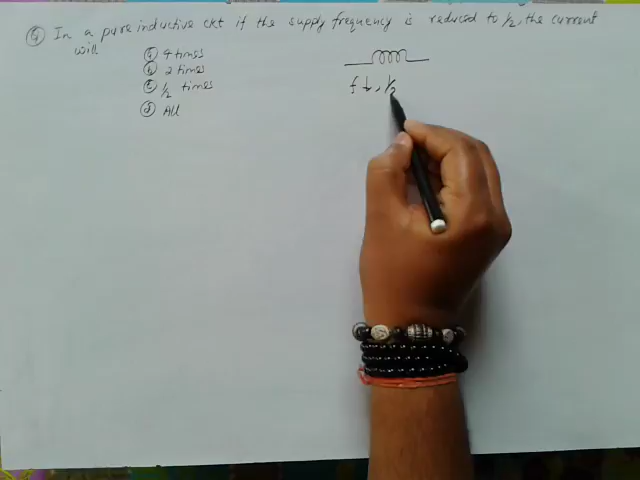 Q In a pure inductive ckt if the supply frequency is reduced to 1/2, the current
will
a 4 times
b 2 times
c 1/2 times
d All
f ↓, 1/2